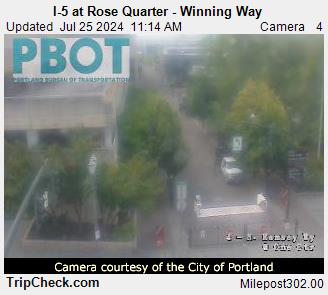 I-5 at Rose Quarter - Winning Way
Updated Jul 25 2024 11:14 AM Camera 4
PBOT
PORTLAND BUREAU OF TRANSPORTATION
Camera courtesy of the City of Portland
TripCheck.com Milepost302.00